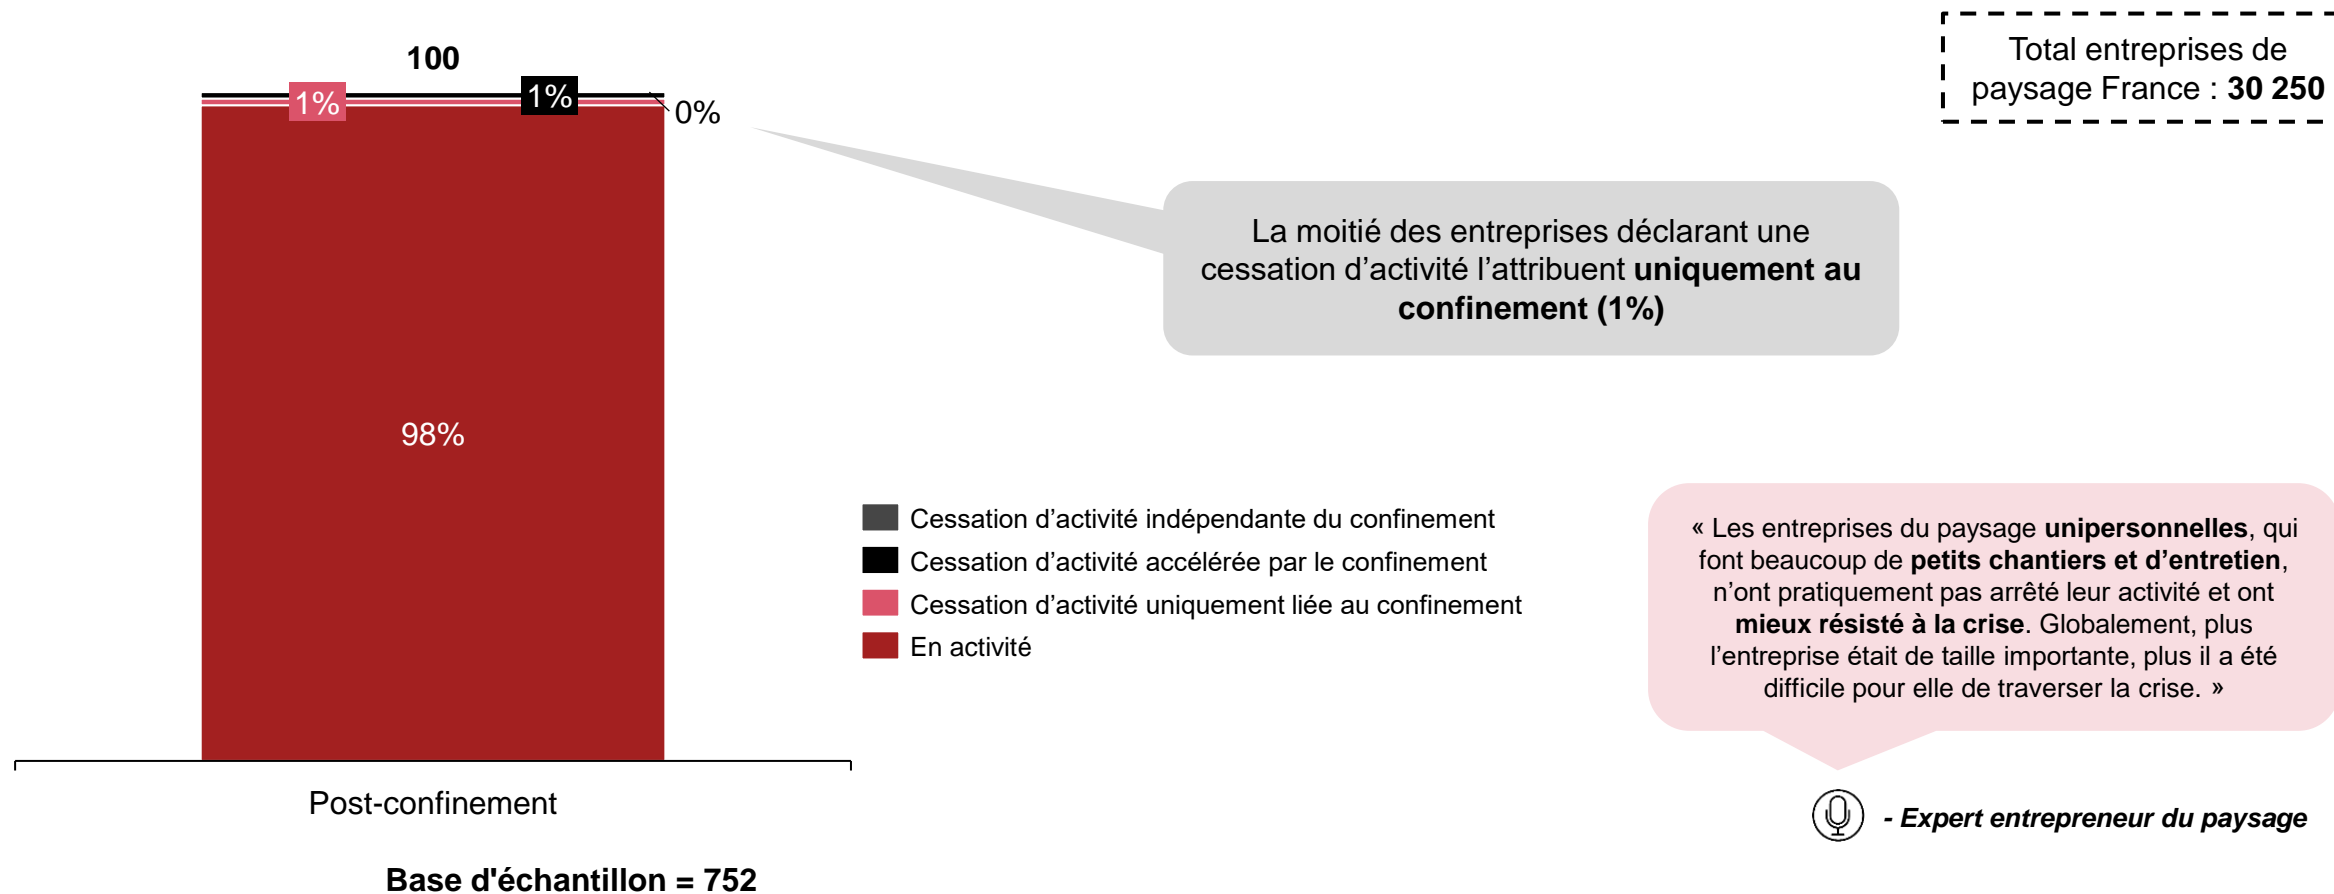 100
1%
1%
0%
98%
Post-confinement
Base d'échantillon = 752
Total entreprises de
paysage France : 30 250
La moitié des entreprises déclarant une
cessation d’activité l’attribuent uniquement au
confinement (1%)
Cessation d’activité indépendante du confinement
Cessation d’activité accélérée par le confinement
Cessation d’activité uniquement liée au confinement
En activité
« Les entreprises du paysage unipersonnelles, qui
font beaucoup de petits chantiers et d’entretien,
n’ont pratiquement pas arrêté leur activité et ont
mieux résisté à la crise. Globalement, plus
l’entreprise était de taille importante, plus il a été
difficile pour elle de traverser la crise. »
- Expert entrepreneur du paysage